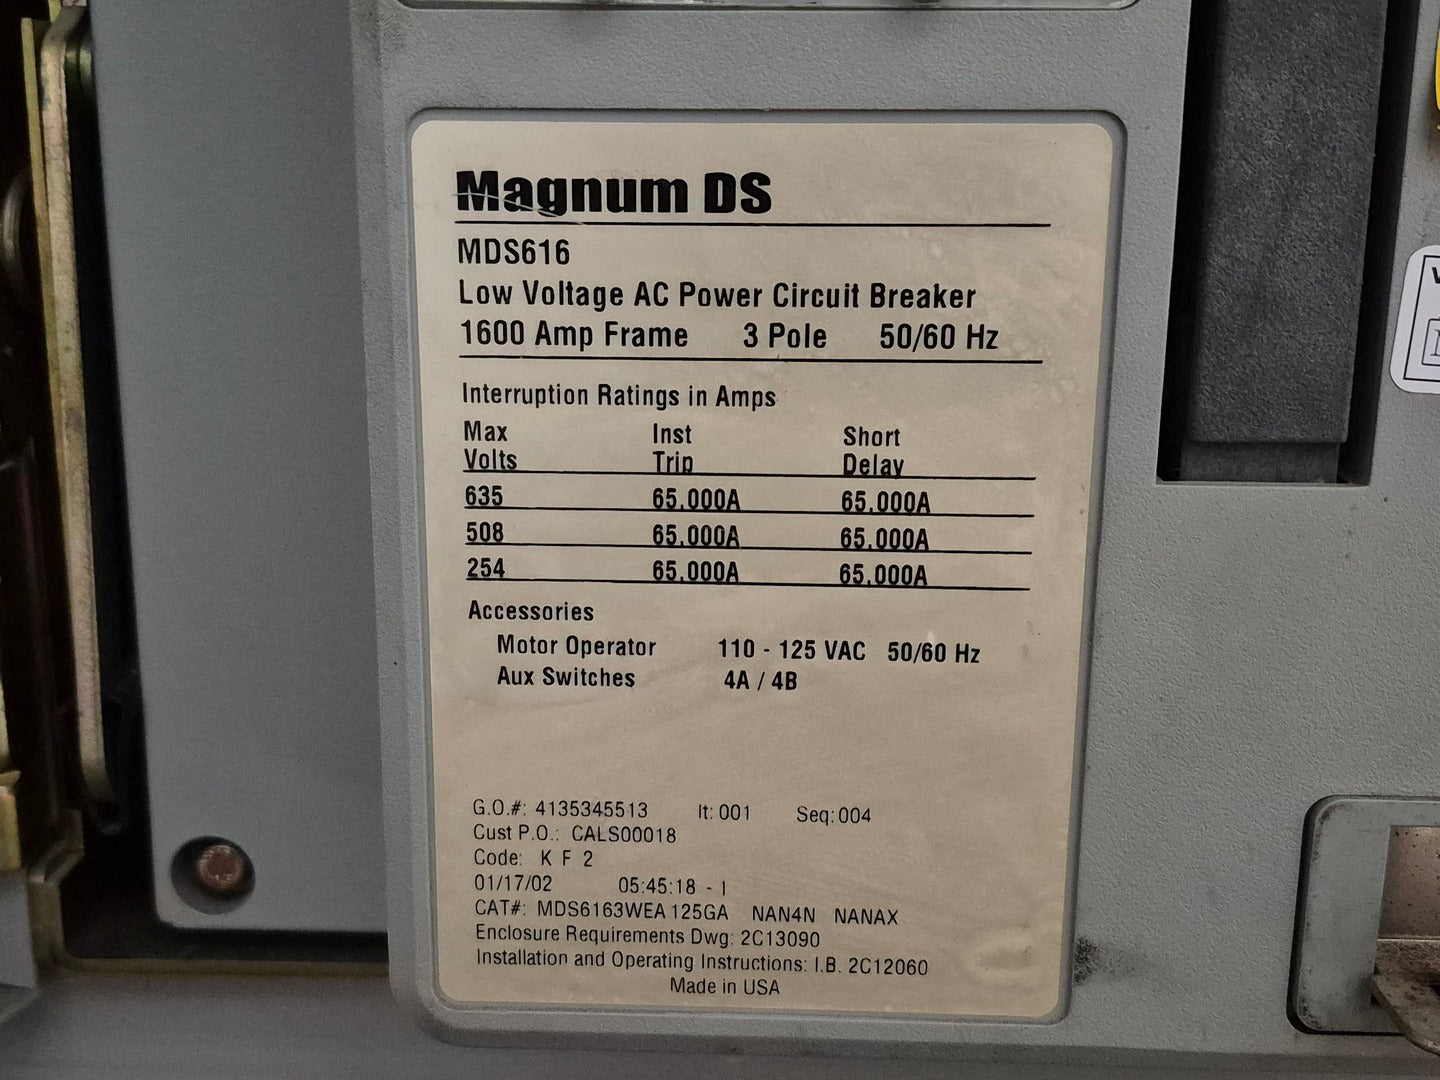 Magnum DS
MDS616
Low Voltage AC Power Circuit Breaker
1600 Amp Frame 3 Pole 50/60 Hz
Interruption Ratings in Amps
Max Inst Short
Volts Trip Delay
635 65,000A 65,000A
508 65,000A 65,000A
254 65,000A 65,000A
Accessories
Motor Operator 110 - 125 VAC 50/60 Hz
Aux Switches 4A / 4B
G.O.#: 4135345513 It: 001 Seq: 004
Cust P.O.: CALS00018
Code: K F 2
01/17/02 05:45:18 - I
CAT#: MDS6163WEA 125GA NAN4N NANAX
Enclosure Requirements Dwg: 2C13090
Installation and Operating Instructions: I.B. 2C12060
Made in USA